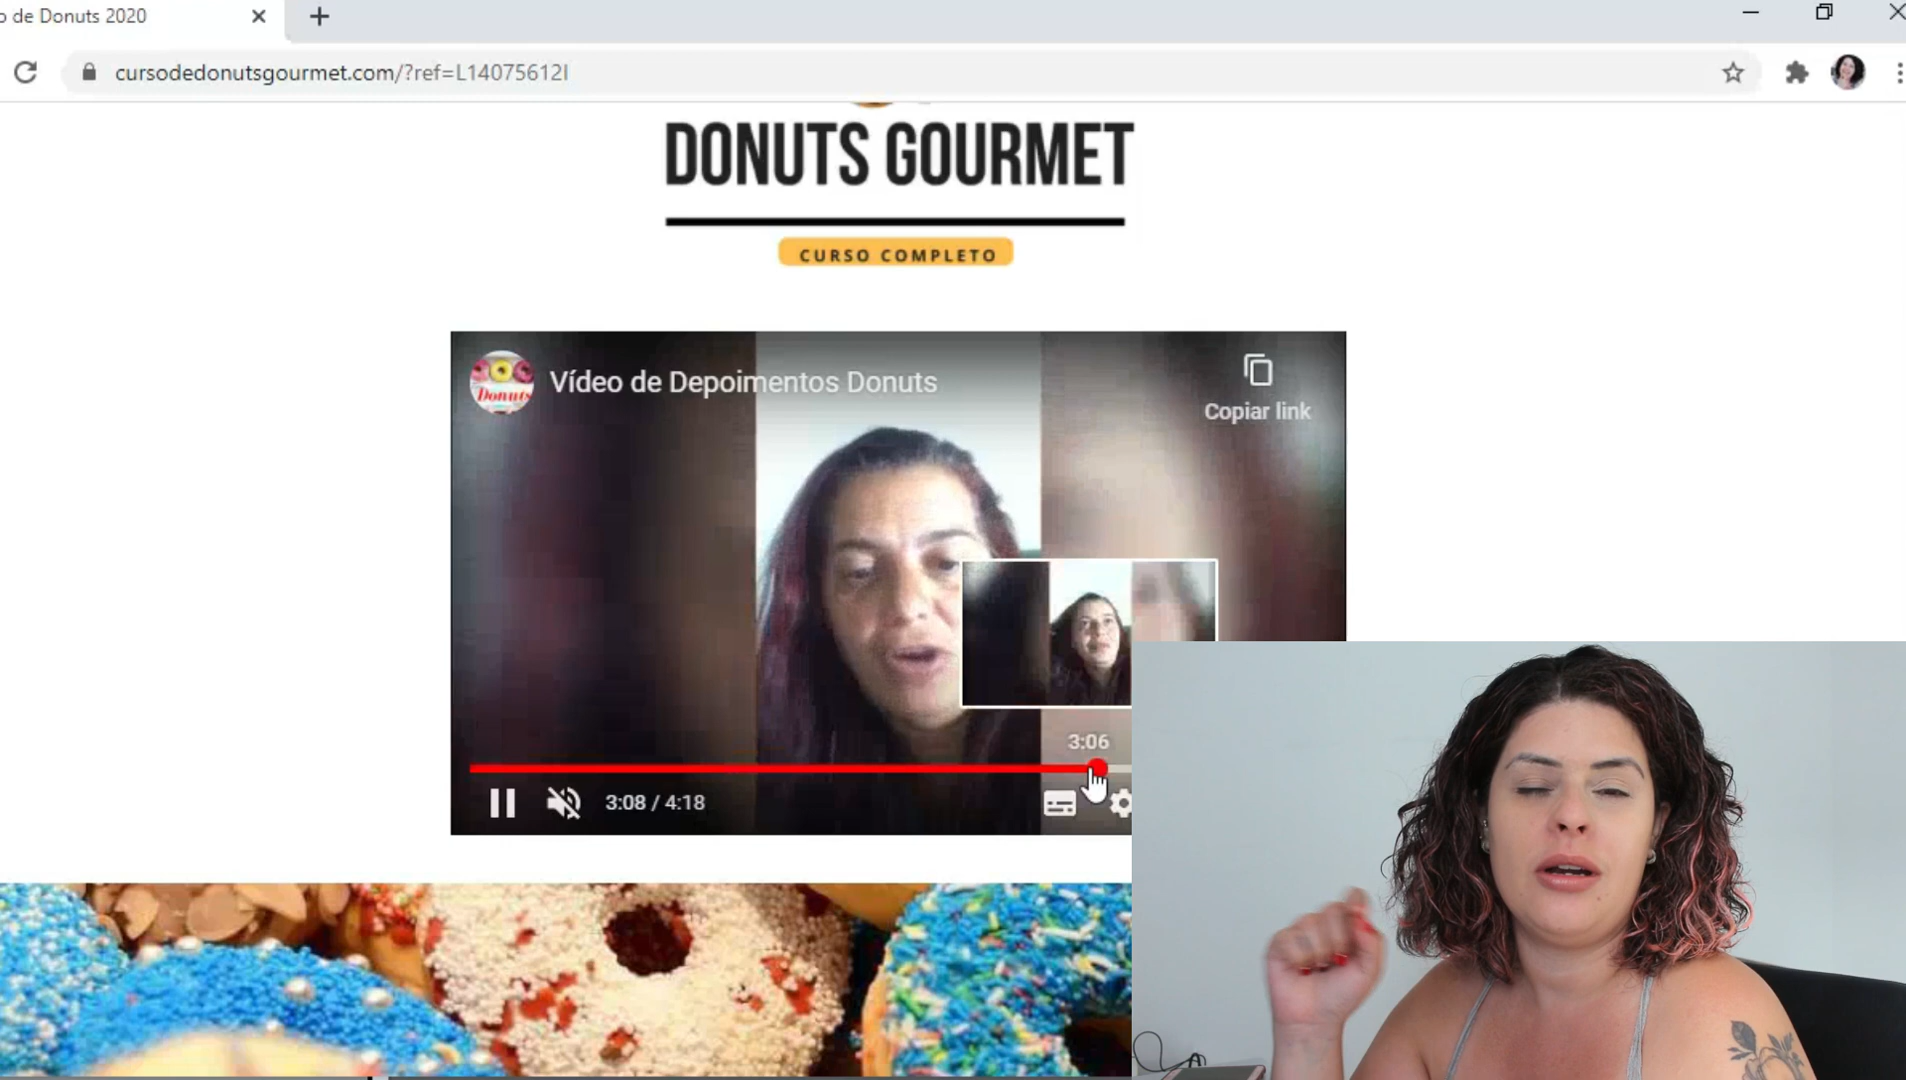 o de Donuts 2020
cursodedonutsgourmet.com/?ref=L14075612I
DONUTS GOURMET
CURSO COMPLETO
Donuts
Vídeo de Depoimentos Donuts
Copiar link
3:06
3:08 / 4:18